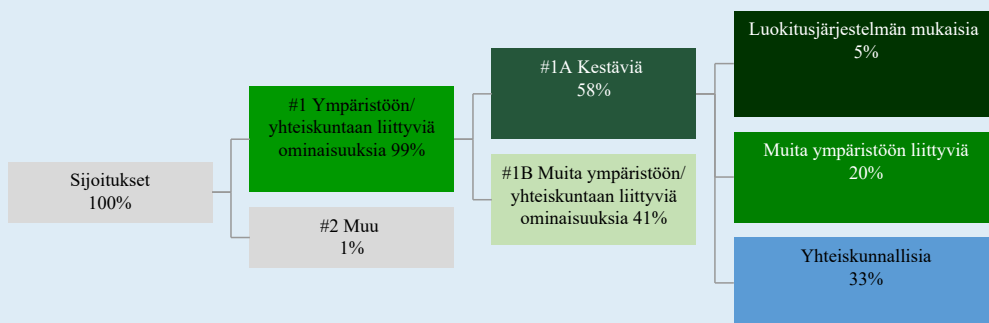 Sijoitukset
100%
#1 Ympäristöön/
yhteiskuntaan liittyviä
ominaisuuksia 99%
#2 Muu
1%
#1A Kestäviä
58%
#1B Muita ympäristöön/
yhteiskuntaan liittyviä
ominaisuuksia 41%
Luokitusjärjestelmän mukaisia
5%
Muita ympäristöön liittyviä
20%
Yhteiskunnallisia
33%